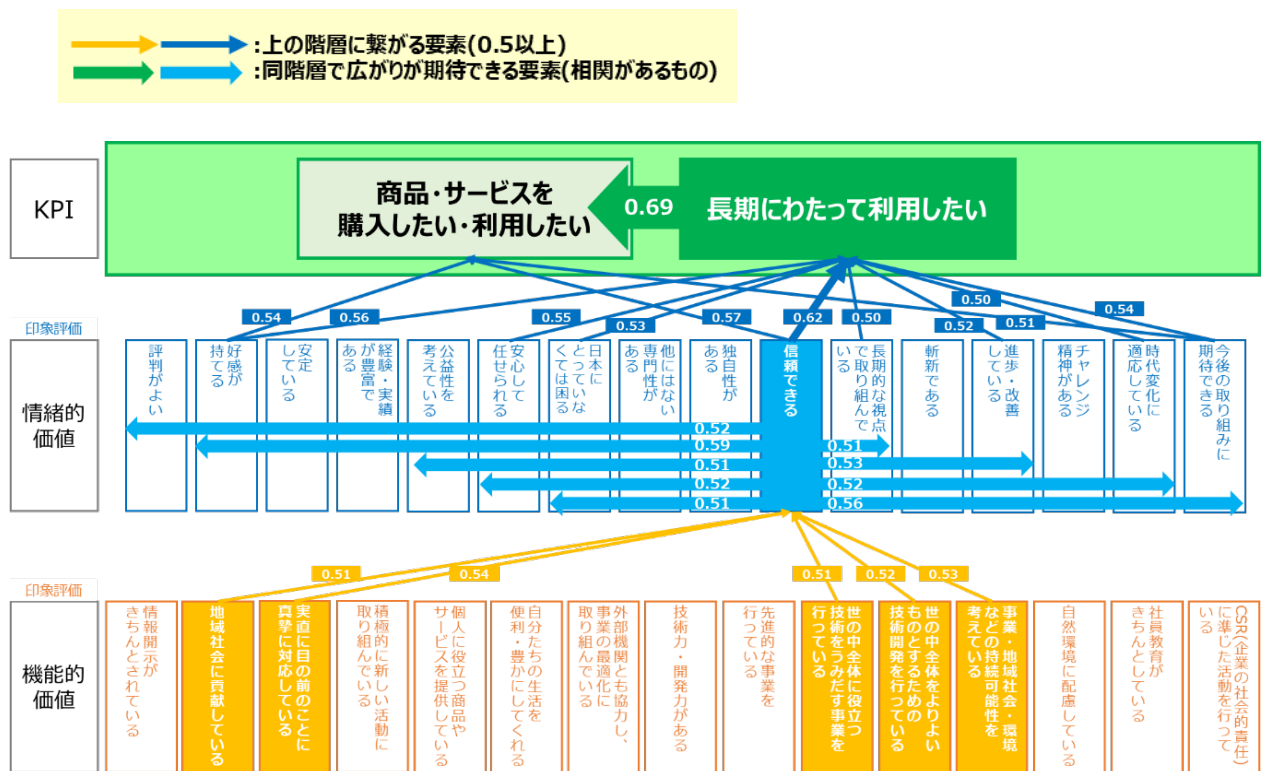 :上の階層に繋がる要素(0.5以上)
:同階層で広がりが期待できる要素(相関があるもの)
KPI
商品・サービスを
購入したい・利用したい
0.69
長期にわたって利用したい
印象評価
情緒的
価値
0.54
0.56
0.55
0.53
0.57
0.62
0.50
0.52
0.51
0.50
0.54
評判がよい
好感が
持てる
安定
している
経験・実績
が豊富で
ある
公益性を
考えている
安心して
任せられる
日本に
とっていな
くては困る
他にはない
専門性が
ある
独自性が
ある
信頼できる
長期的な視点
で取り組んで
いる
斬新である
進歩・改善
している
チャレンジ
精神がある
時代変化に
適応している
今後の取り組みに
期待できる
0.52
0.59
0.51
0.51
0.53
0.52
0.52
0.51
0.56
印象評価
機能的
価値
0.51
0.54
0.51
0.52
0.53
情報開示が
きちんとされている
地域社会に貢献している
実直に目の前のことに
真摯に対応している
積極的に新しい活動に
取り組んでいる
個人に役立つ商品や
サービスを提供している
自分たちの生活を
便利・豊かにしてくれる
外部機関とも協力し、
事業の最適化に
取り組んでいる
技術力・開発力がある
先進的な事業を
行っている
世の中全体に役立つ
技術をうみだす事業を
行っている
世の中全体をよりよい
ものとするための
技術開発を行っている
事業・地域社会・環境
などの持続可能性を
考えている
自然環境に配慮している
社員教育が
きちんとしている
CSR(企業の社会的責任)
に準じた活動を行って
いる